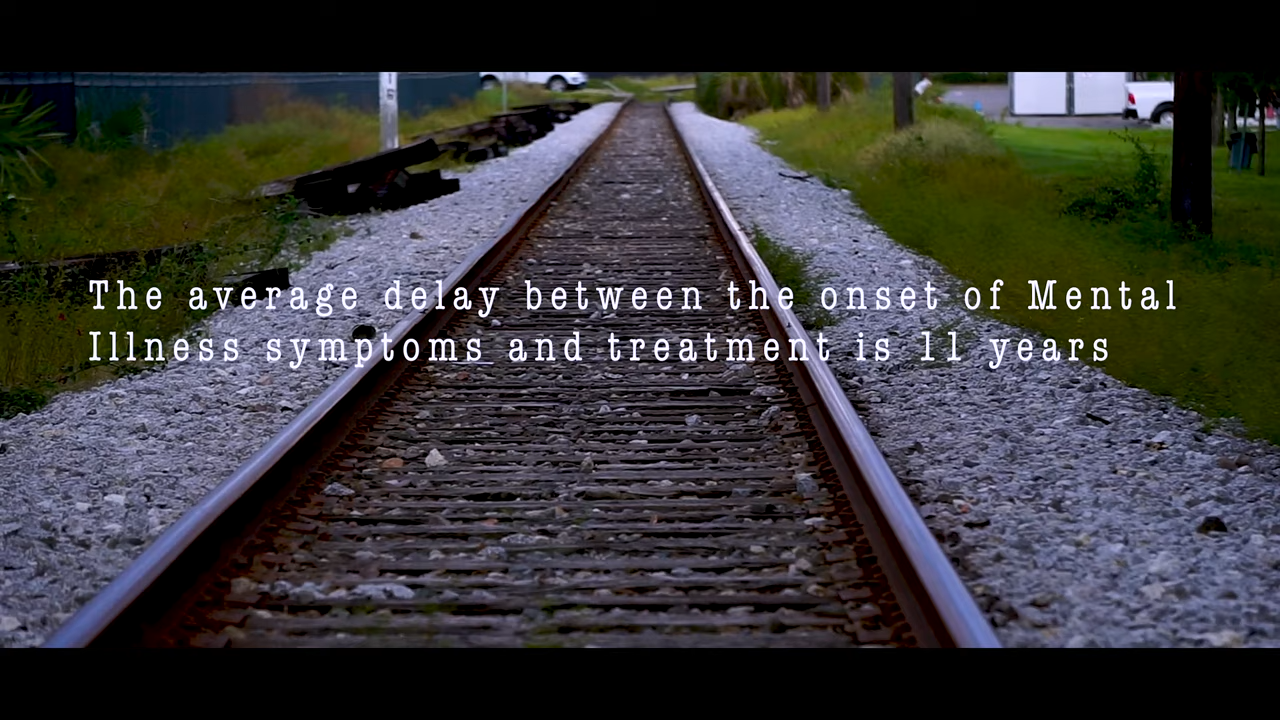 The average delay between the onset of Mental
Illness symptoms and treatment is 11 years